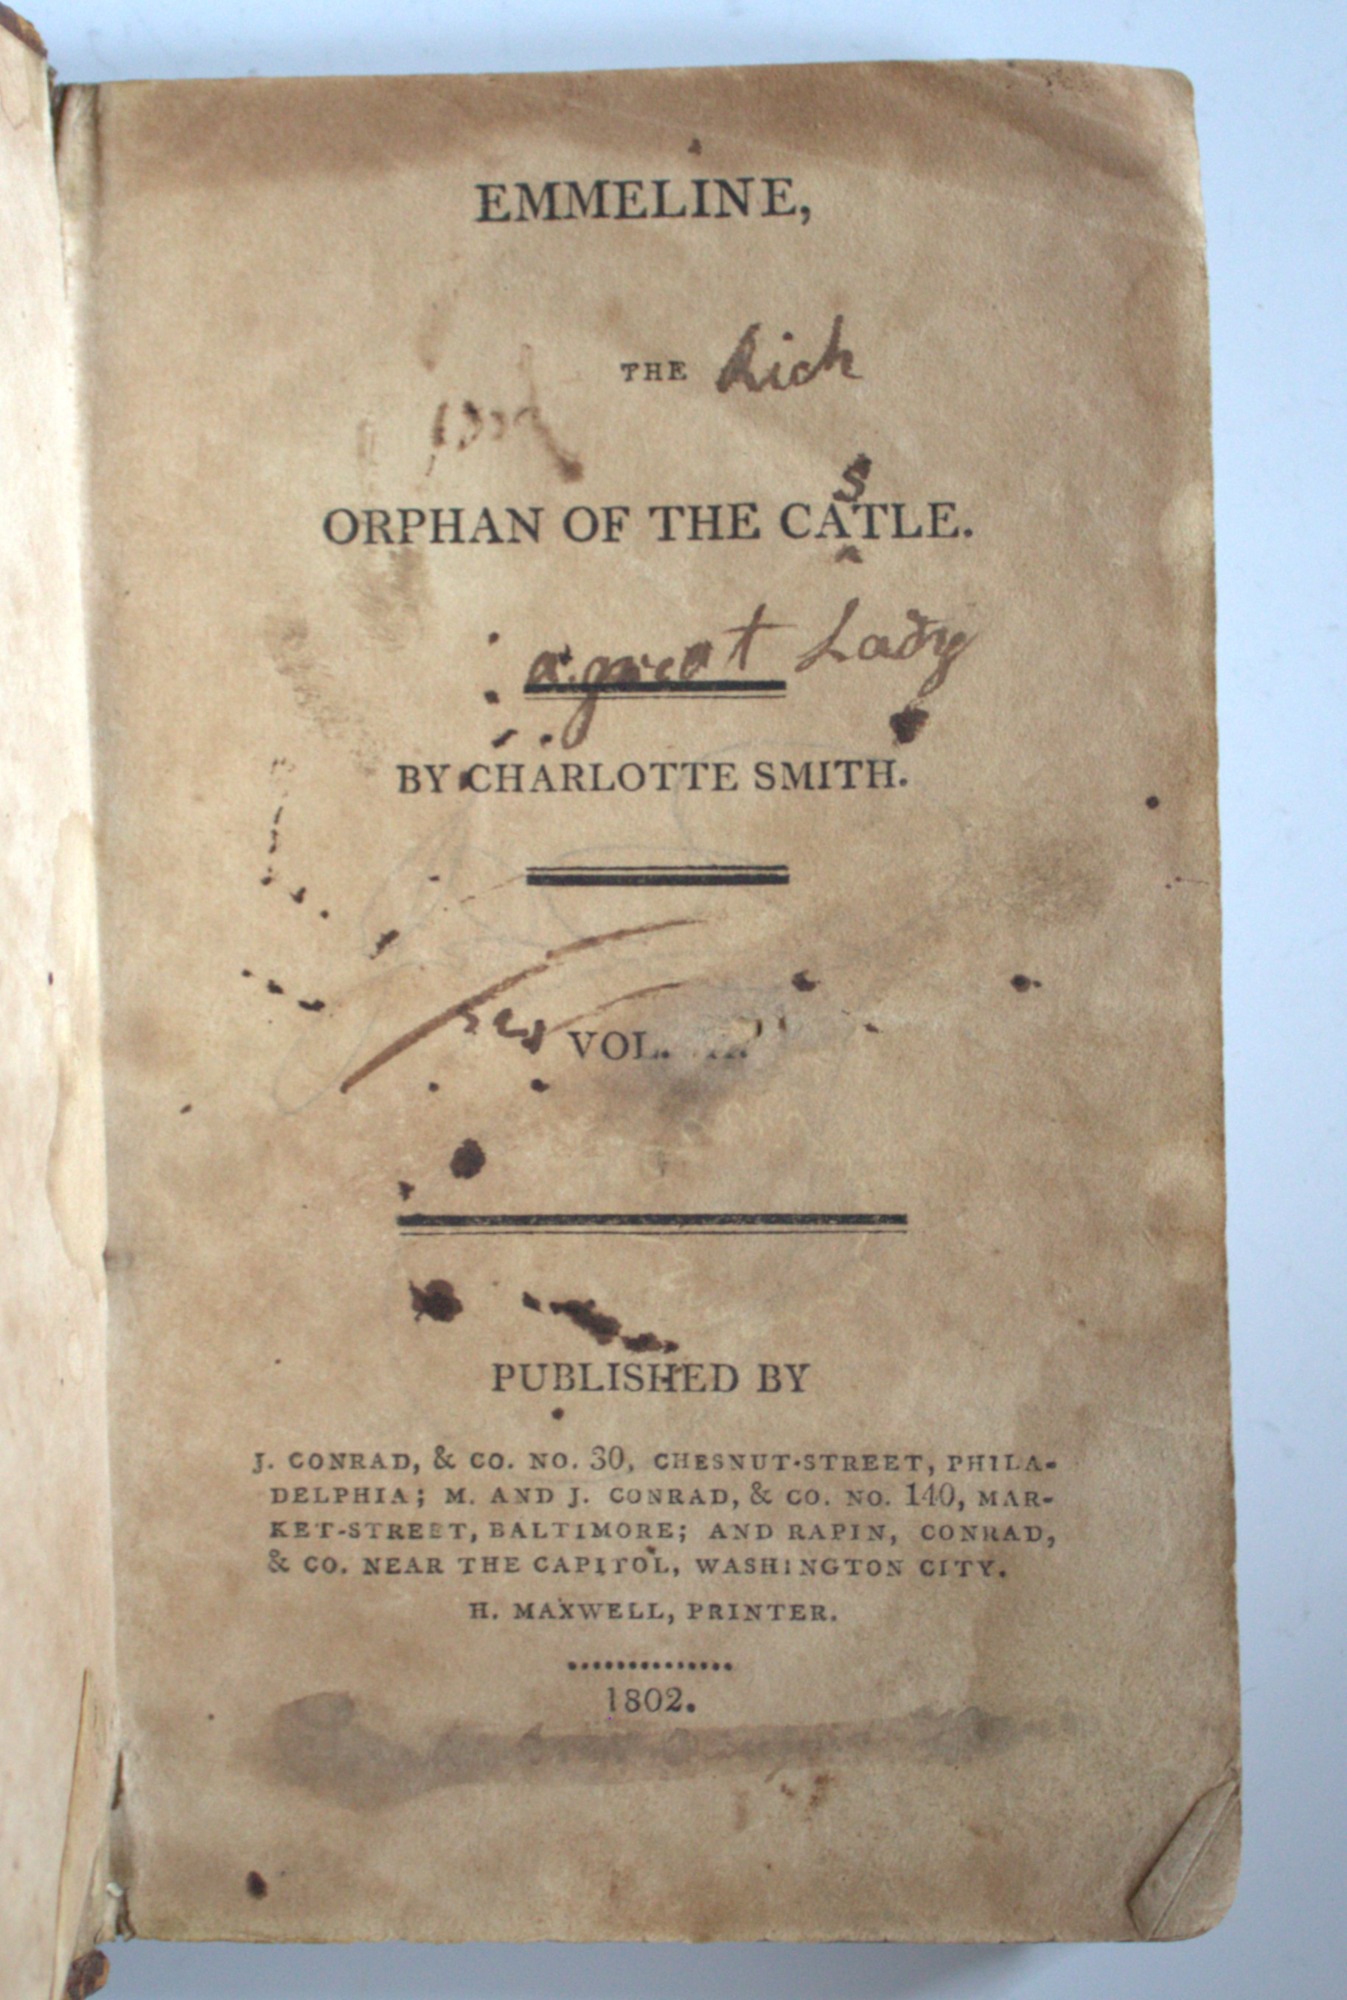 EMMELINE,
THE Rich
ORPHAN OF THE CATLE.
s
a great Lady
BY CHARLOTTE SMITH.
VOL.
PUBLISHED BY
J. CONRAD, & CO. NO. 30, CHESNUT-STREET, PHILA-
DELPHIA; M. AND J. CONRAD, & CO. NO. 140, MAR-
KET-STREET, BALTIMORE; AND RAPIN, CONRAD,
& CO. NEAR THE CAPITOL, WASHINGTON CITY.
H. MAXWELL, PRINTER.
1802.